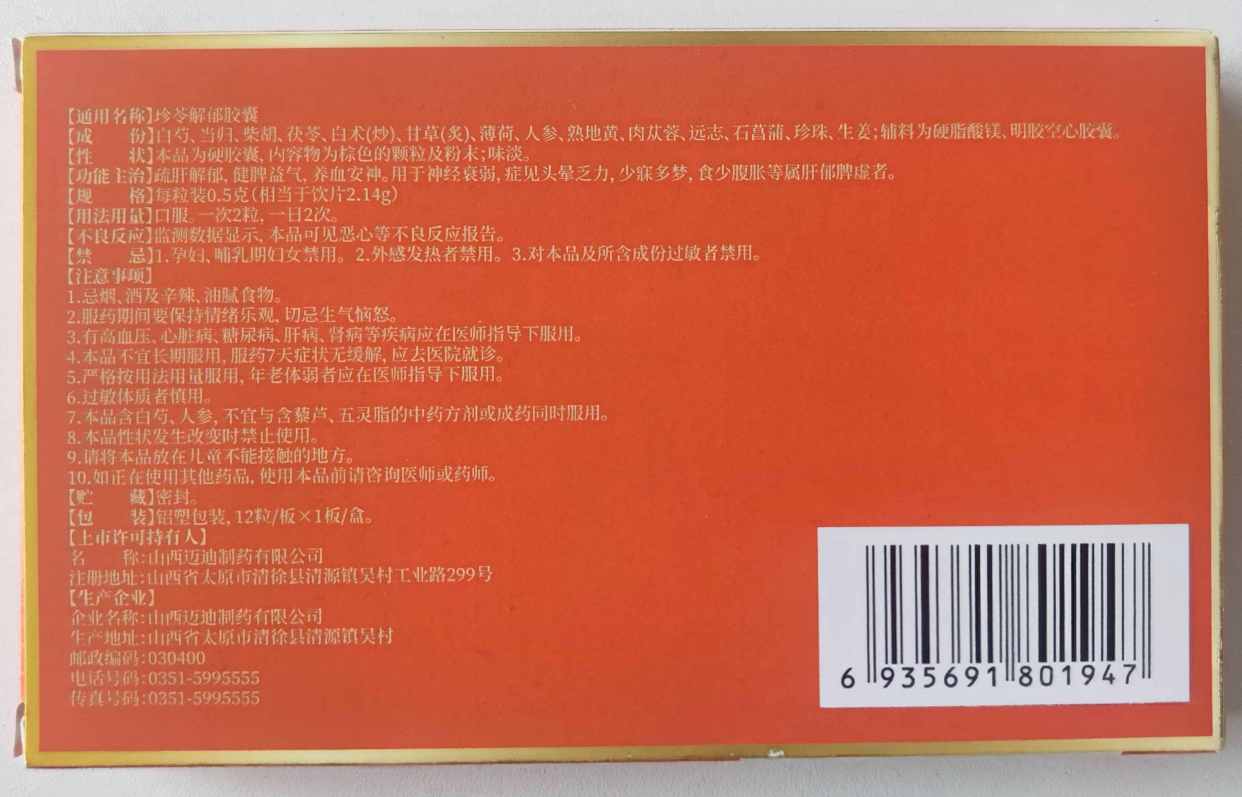 【通用名称】珍苓解郁胶囊
【成　　份】白芍、当归、柴胡、茯苓、白术(炒)、甘草(炙)、薄荷、人参、熟地黄、肉苁蓉、远志、石菖蒲、珍珠、生姜;辅料为硬脂酸镁、明胶空心胶囊。
【性　　状】本品为硬胶囊,内容物为棕色的颗粒及粉末;味淡。
【功能主治】疏肝解郁,健脾益气,养血安神。用于神经衰弱,症见头晕乏力,少寐多梦,食少腹胀等属肝郁脾虚者。
【规　　格】每粒装0.5克(相当于饮片2.14g)
【用法用量】口服。一次2粒,一日2次。
【不良反应】监测数据显示,本品可见恶心等不良反应报告。
【禁　　忌】1.孕妇、哺乳期妇女禁用。2.外感发热者禁用。3.对本品及所含成份过敏者禁用。
【注意事项】
1.忌烟、酒及辛辣、油腻食物。
2.服药期间要保持情绪乐观,切忌生气恼怒。
3.有高血压、心脏病、糖尿病、肝病、肾病等疾病应在医师指导下服用。
4.本品不宜长期服用,服药7天症状无缓解,应去医院就诊。
5.严格按用法用量服用,年老体弱者应在医师指导下服用。
6.过敏体质者慎用。
7.本品含白芍、人参,不宜与含藜芦、五灵脂的中药方剂或成药同时服用。
8.本品性状发生改变时禁止使用。
9.请将本品放在儿童不能接触的地方。
10.如正在使用其他药品,使用本品前请咨询医师或药师。
【贮　　藏】密封。
【包　　装】铝塑包装,12粒/板×1板/盒。
【上市许可持有人】
名　　称:山西迈迪制药有限公司
注册地址:山西省太原市清徐县清源镇吴村工业路299号
【生产企业】
企业名称:山西迈迪制药有限公司
生产地址:山西省太原市清徐县清源镇吴村
邮政编码:030400
电话号码:0351-5995555
传真号码:0351-5995555
6 935691 801947